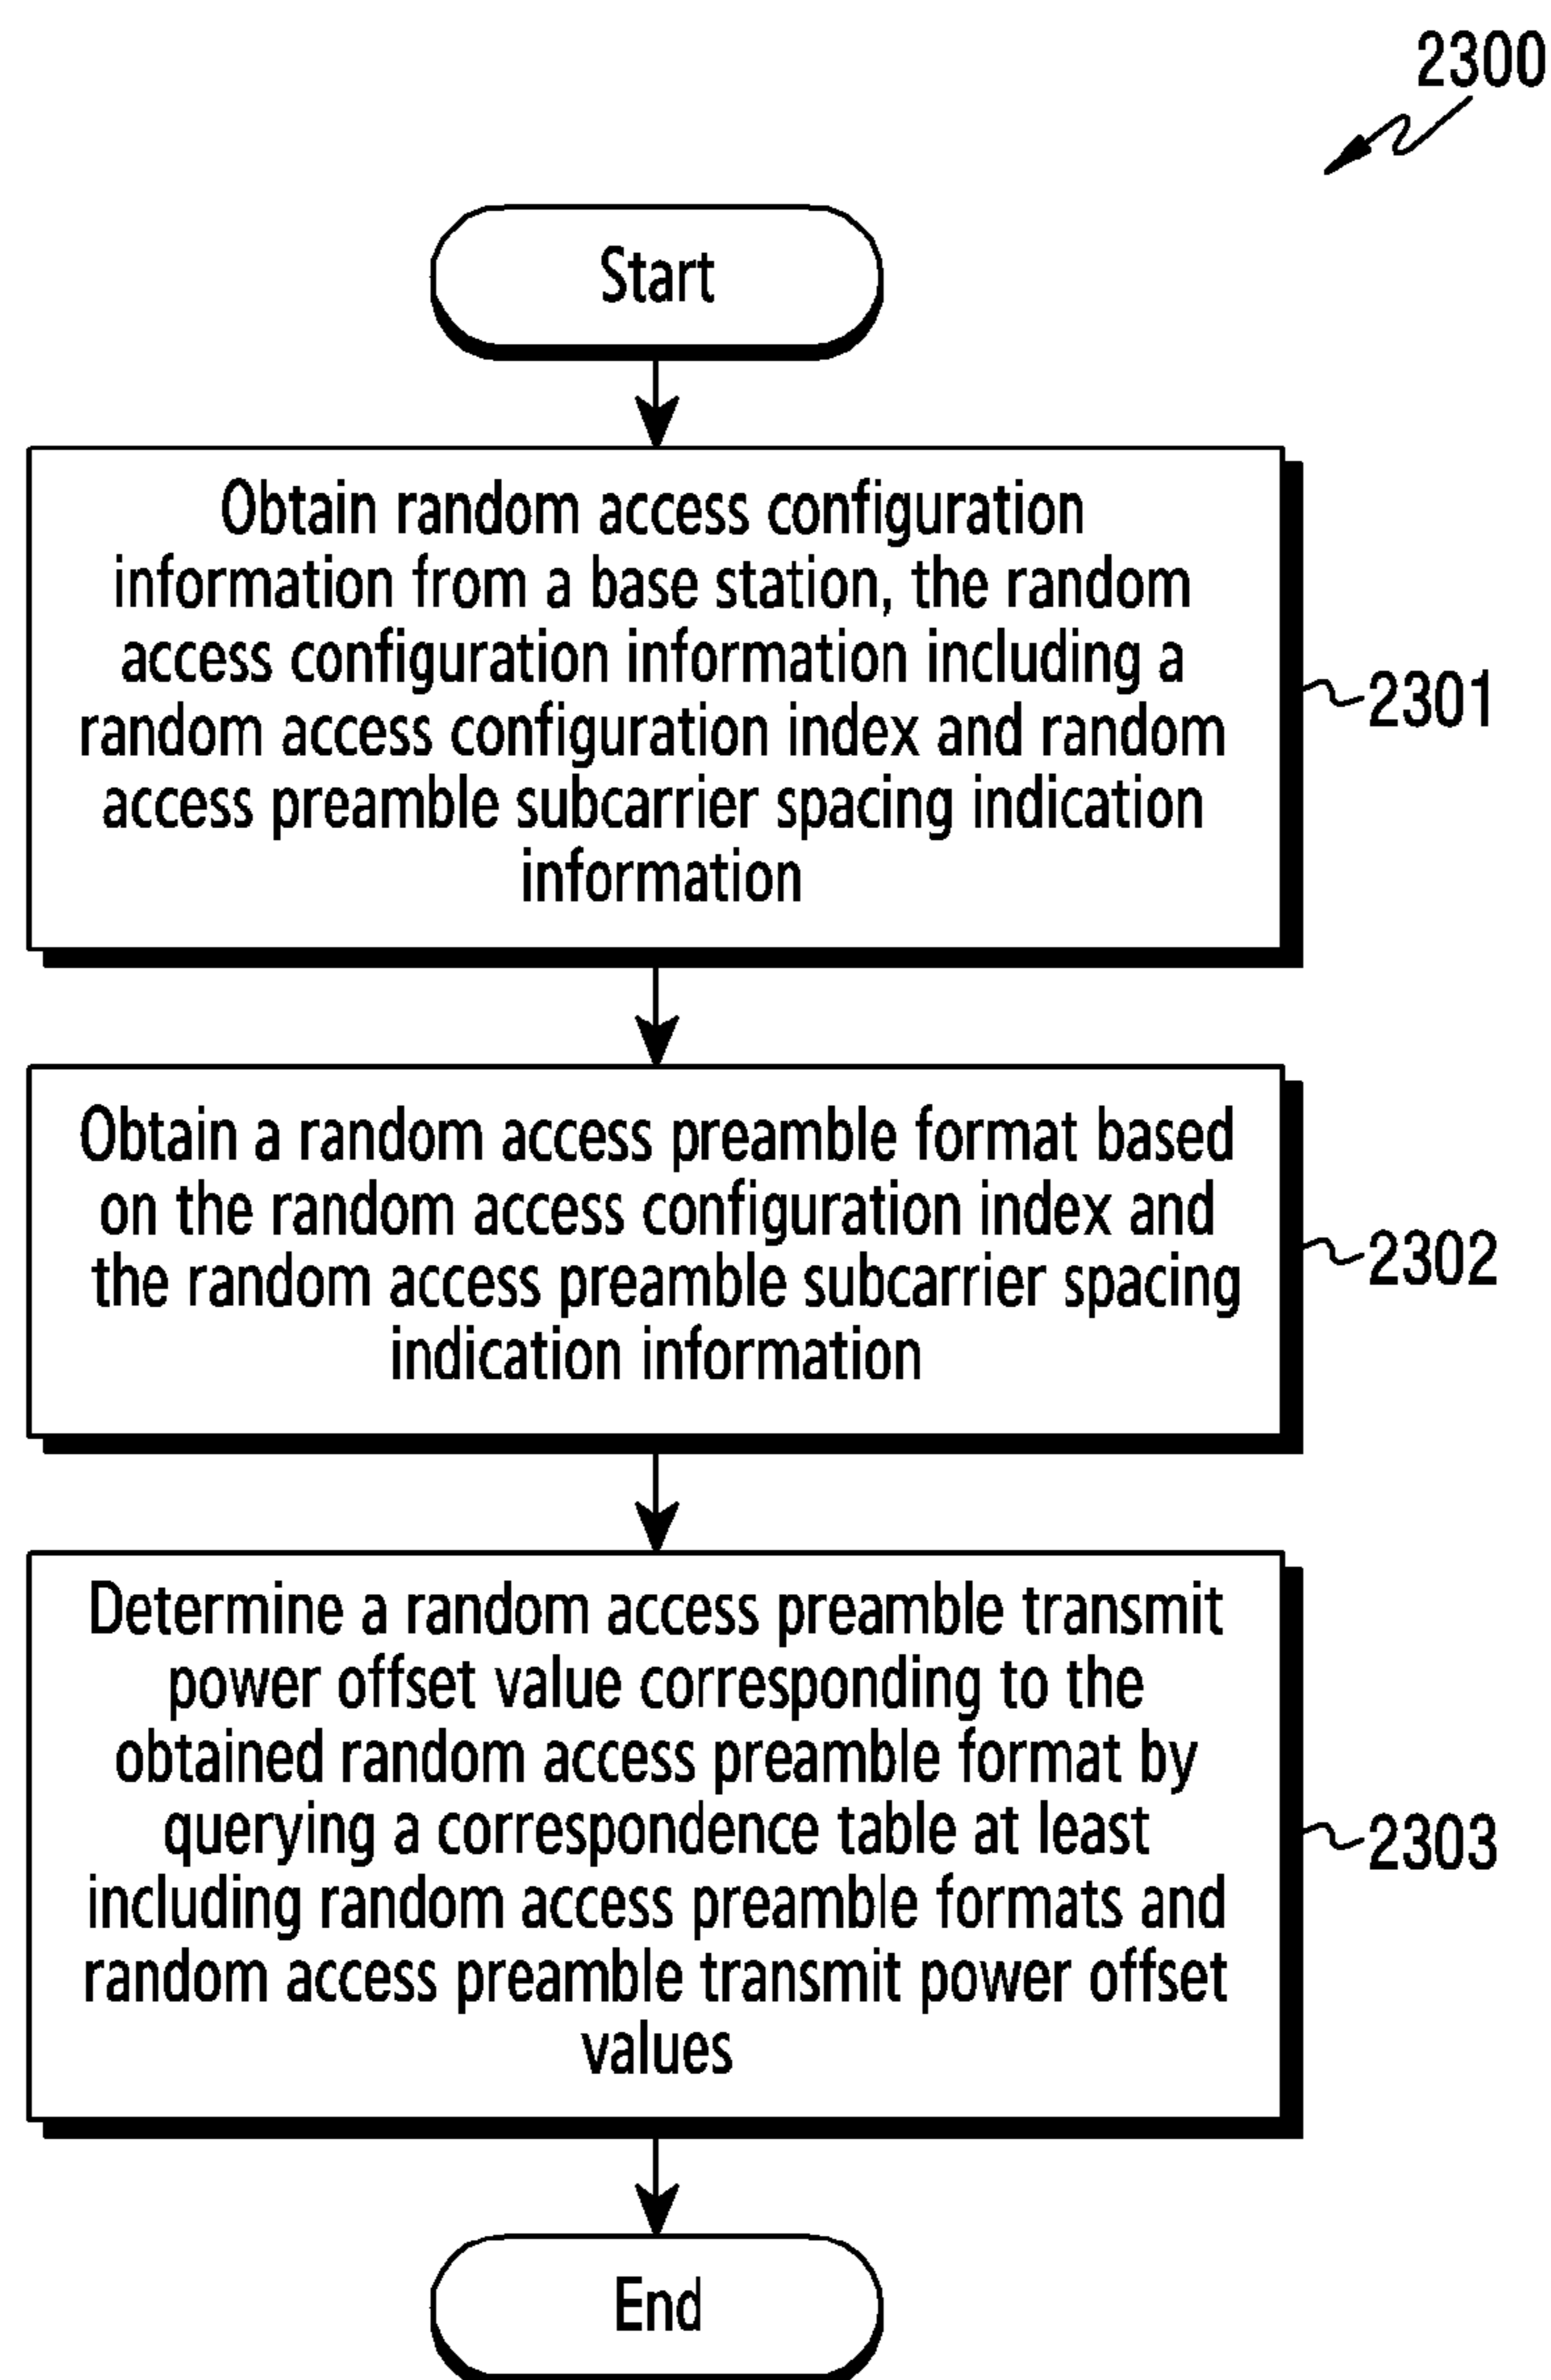 2300
Start
Obtain random access configuration
information from a base station, the random
access configuration information including a
random access configuration index and random
access preamble subcarrier spacing indication
information
2301
Obtain a random access preamble format based
on the random access configuration index and
the random access preamble subcarrier spacing
indication information
2302
Determine a random access preamble transmit
power offset value corresponding to the
obtained random access preamble format by
querying a correspondence table at least
including random access preamble formats and
random access preamble transmit power offset
values
2303
End